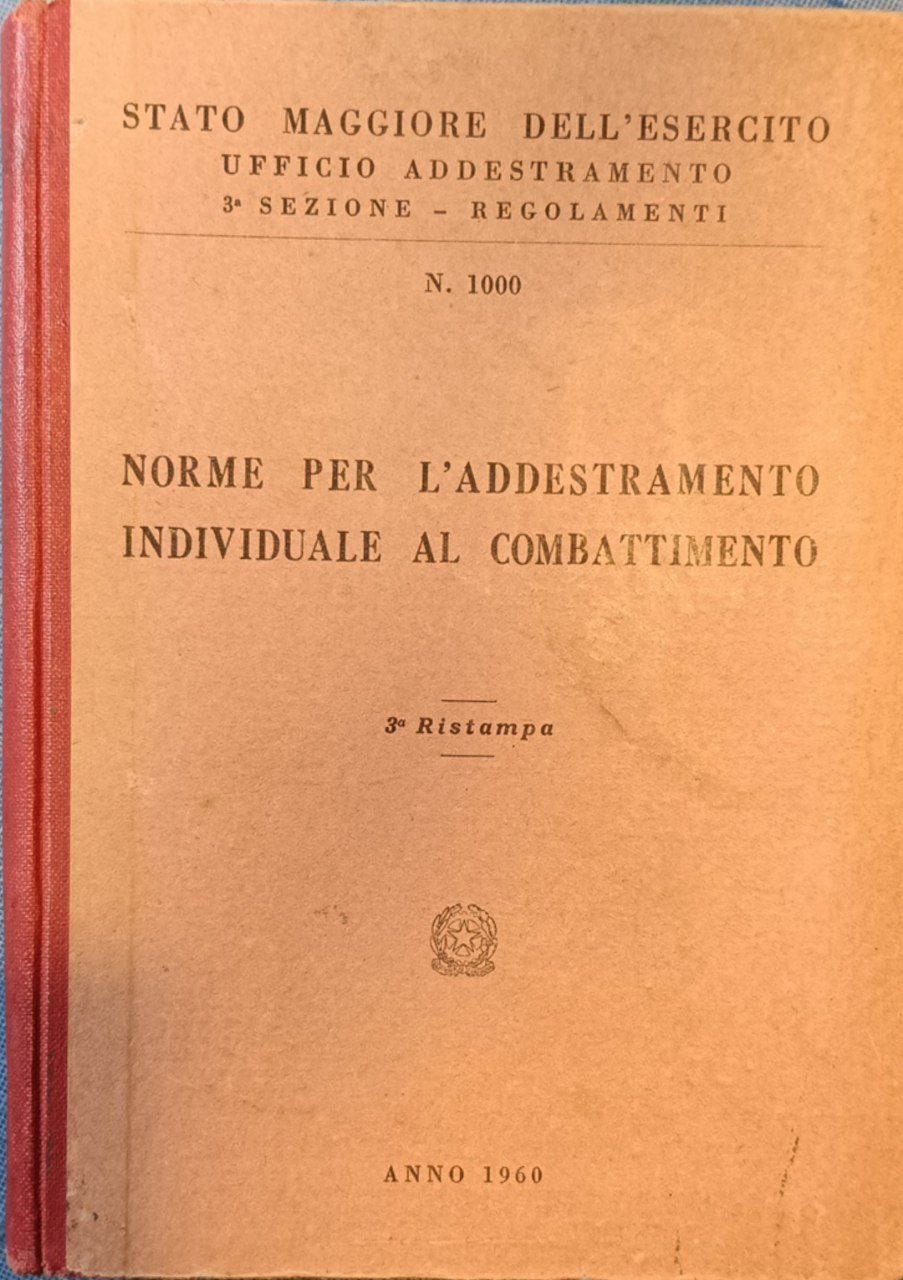 STATO MAGGIORE DELL'ESERCITO
UFFICIO ADDESTRAMENTO
3ª SEZIONE - REGOLAMENTI
N. 1000
NORME PER L'ADDESTRAMENTO
INDIVIDUALE AL COMBATTIMENTO
3ª Ristampa
ANNO 1960